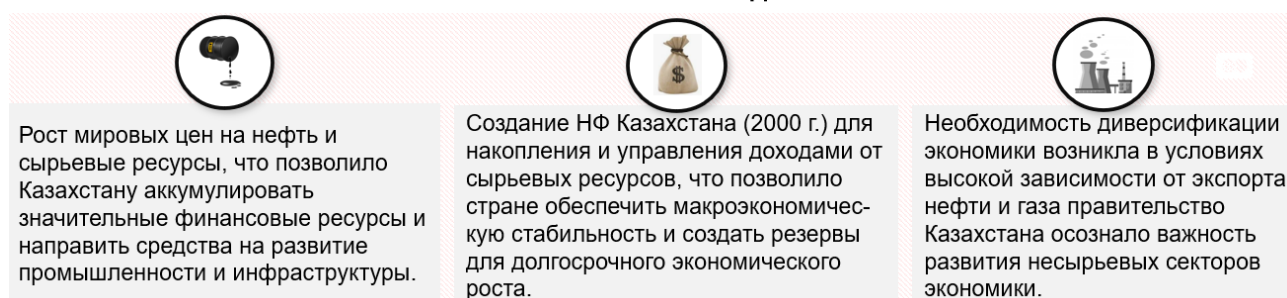 Рост мировых цен на нефть и
сырьевые ресурсы, что позволило
Казахстану аккумулировать
значительные финансовые ресурсы и
направить средства на развитие
промышленности и инфраструктуры.
$
Создание НФ Казахстана (2000 г.) для
накопления и управления доходами от
сырьевых ресурсов, что позволило
стране обеспечить макроэкономичес-
кую стабильность и создать резервы
для долгосрочного экономического
роста.
Необходимость диверсификации
экономики возникла в условиях
высокой зависимости от экспорта
нефти и газа правительство
Казахстана осознало важность
развития несырьевых секторов
экономики.